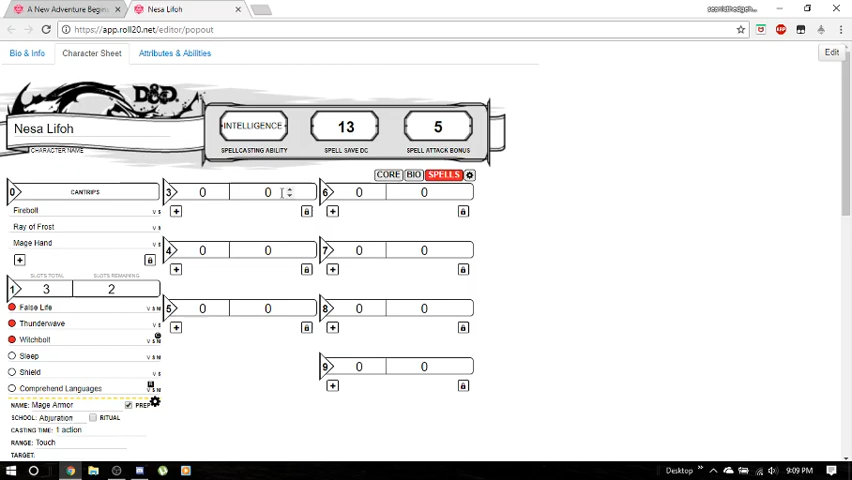 A New Adventure Begin
Nesa Lifoh
https://app.roll20.net/editor/popout
Bio & Info
Character Sheet
Attributes & Abilities
Edit
D&D
Nesa Lifoh
CHARACTER NAME
INTELLIGENCE
13
5
SPELLCASTING ABILITY
SPELL SAVE DC
SPELL ATTACK BONUS
CORE
BIO
SPELLS
0
CANTRIPS
Firebolt
V S
Ray of Frost
V S
Mage Hand
V S
SLOTS TOTAL
SLOTS REMAINING
1
3
2
False Life
V S M
Thunderwave
V S
Witchbolt
C
V S M
Sleep
V S M
Shield
V S
Comprehend Languages
R
V S M
NAME: Mage Armor
PREP
SCHOOL: Abjuration
RITUAL
CASTING TIME: 1 action
RANGE: Touch
TARGET:
3 0 0
4 0 0
5 0 0
6 0 0
7 0 0
8 0 0
9 0 0
Desktop
9:09 PM